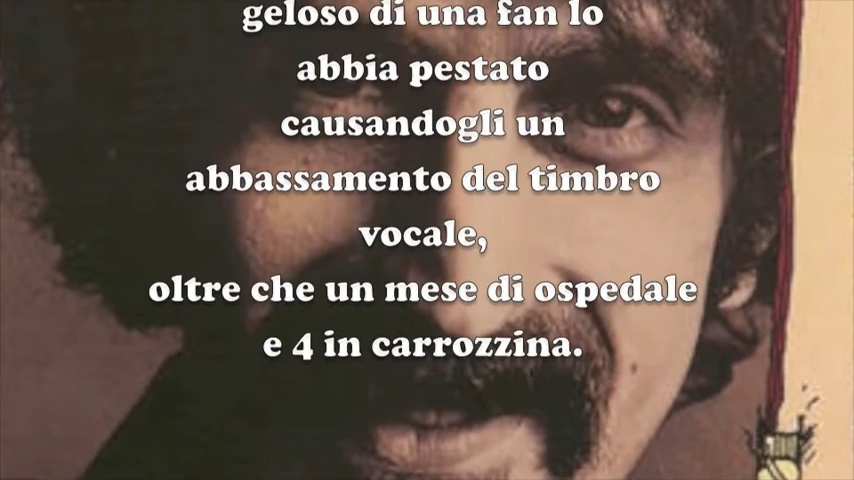 geloso di una fan lo
abbia pestato
causandogli un
abbassamento del timbro
vocale,
oltre che un mese di ospedale
e 4 in carrozzina.